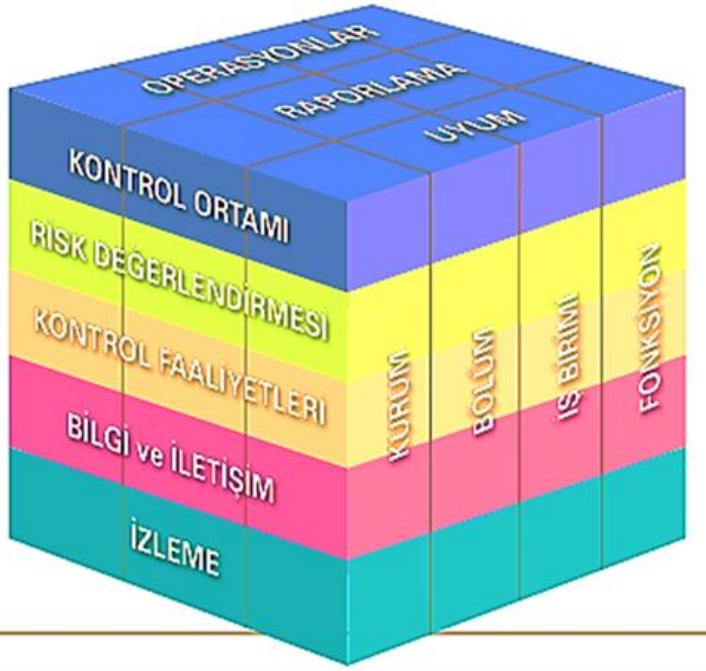 OPERASYONLAR
RAPORLAMA
UYUM
KONTROL ORTAMI
RİSK DEĞERLENDİRMESİ
KONTROL FAALİYETLERİ
BİLGİ ve İLETİŞİM
İZLEME
KURUM
BÖLÜM
İŞ BİRİMİ
FONKSİYON